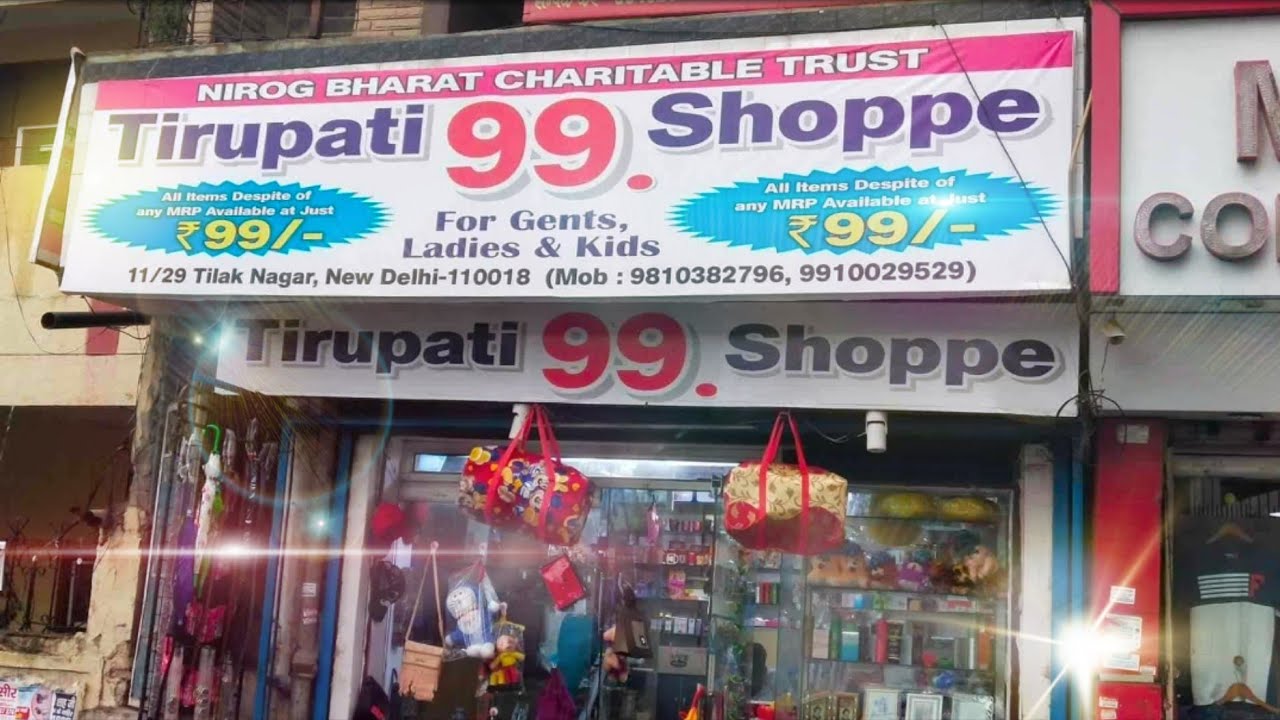 NIROG BHARAT CHARITABLE TRUST
Tirupati 99. Shoppe
All Items Despite of
any MRP Available at Just
₹99/-
For Gents,
Ladies & Kids
All Items Despite of
any MRP Available at Just
₹99/-
11/29 Tilak Nagar, New Delhi-110018 (Mob : 9810382796, 9910029529)
Tirupati 99. Shoppe
CO
F